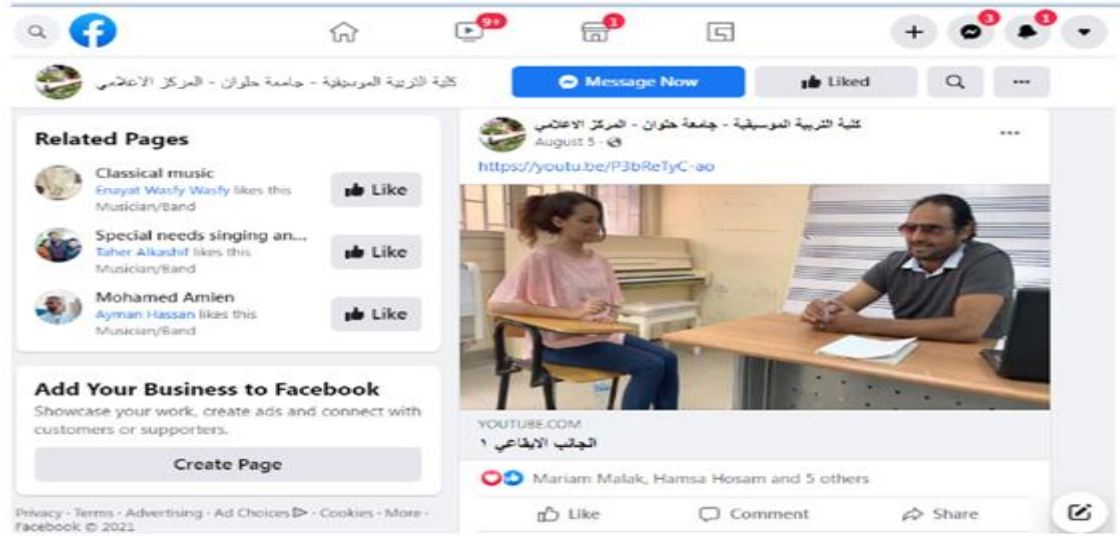 9+
3
3
1
كلية التربية الموسيقية - جامعة حلوان - المركز الاعلامي
Message Now
Liked
Related Pages
Classical music
Enayat Wasfy Wasfy likes this
Musician/Band
Like
Special needs singing an...
Taher Alkashif likes this
Musician/Band
Like
Mohamed Amien
Ayman Hassan likes this
Musician/Band
Like
Add Your Business to Facebook
Showcase your work, create ads and connect with
customers or supporters.
Create Page
Privacy · Terms · Advertising · Ad Choices · Cookies · More ·
Facebook © 2021
كلية التربية الموسيقية - جامعة حلوان - المركز الاعلامي
August 5
https://youtu.be/P3bReTyC-ao
YOUTUBE.COM
الجانب الايقاعي ١
Mariam Malak, Hamsa Hosam and 5 others
Like
Comment
Share